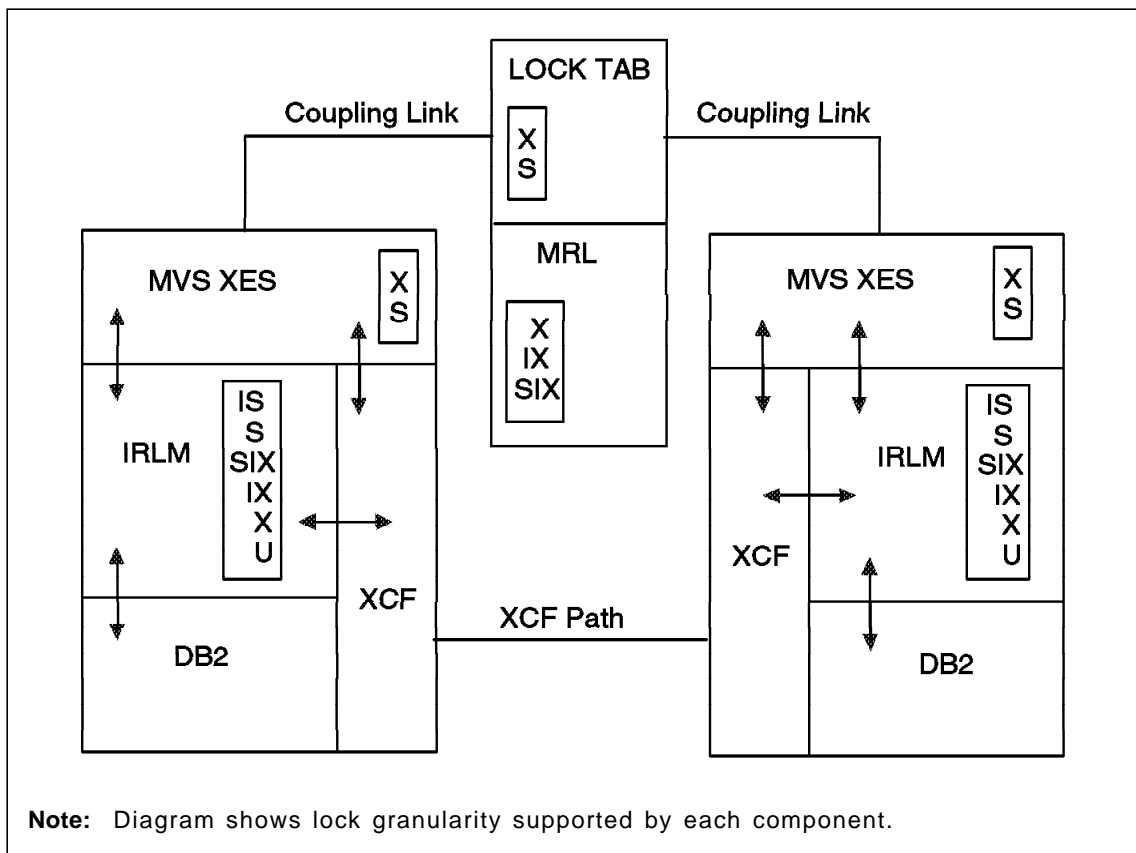 LOCK TAB
Coupling Link
Coupling Link
X
S
MRL
X
IX
SIX
MVS XES
X
S
IRLM
IS
S
SIX
IX
X
U
XCF
DB2
XCF Path
MVS XES
X
S
XCF
IRLM
IS
S
SIX
IX
X
U
DB2
Note: Diagram shows lock granularity supported by each component.